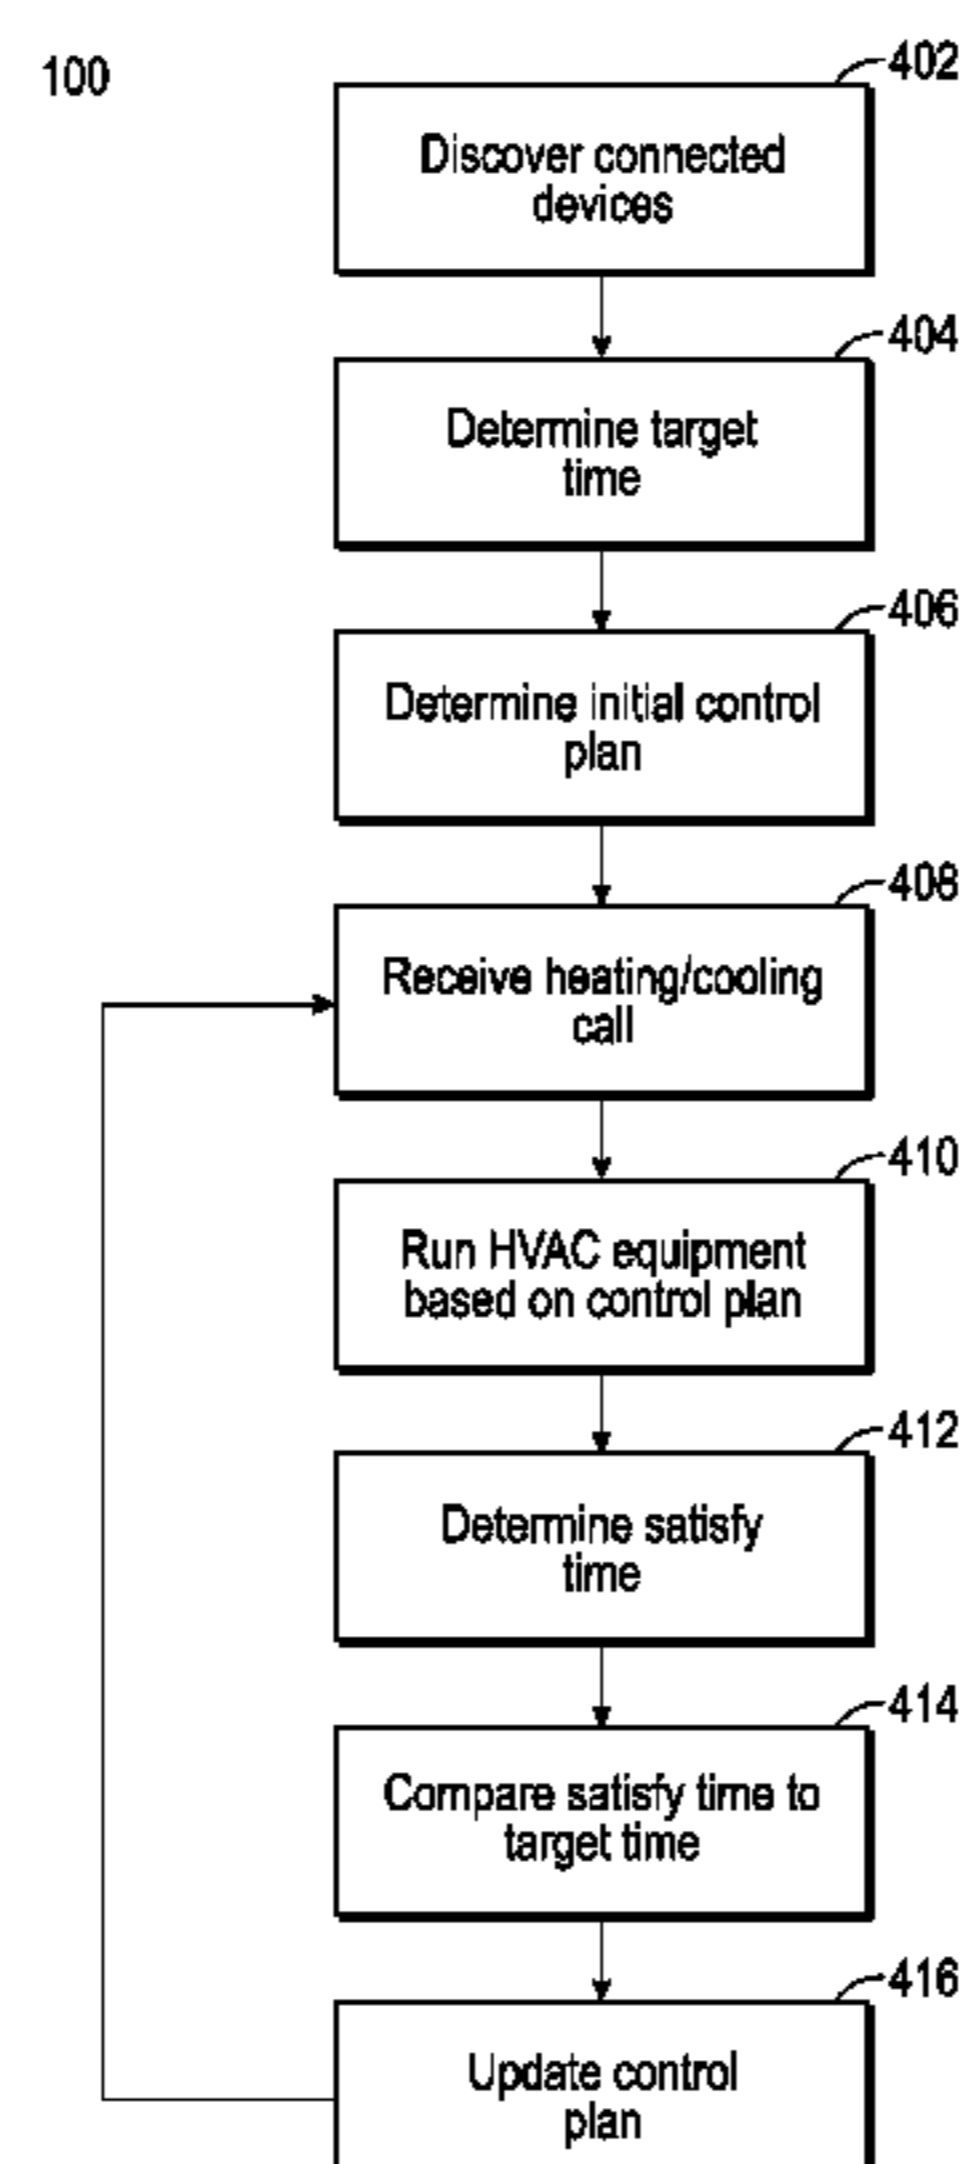 100
402
Discover connected
devices
404
Determine target
time
406
Determine initial control
plan
408
Receive heating/cooling
call
410
Run HVAC equipment
based on control plan
412
Determine satisfy
time
414
Compare satisfy time to
target time
416
Update control
plan